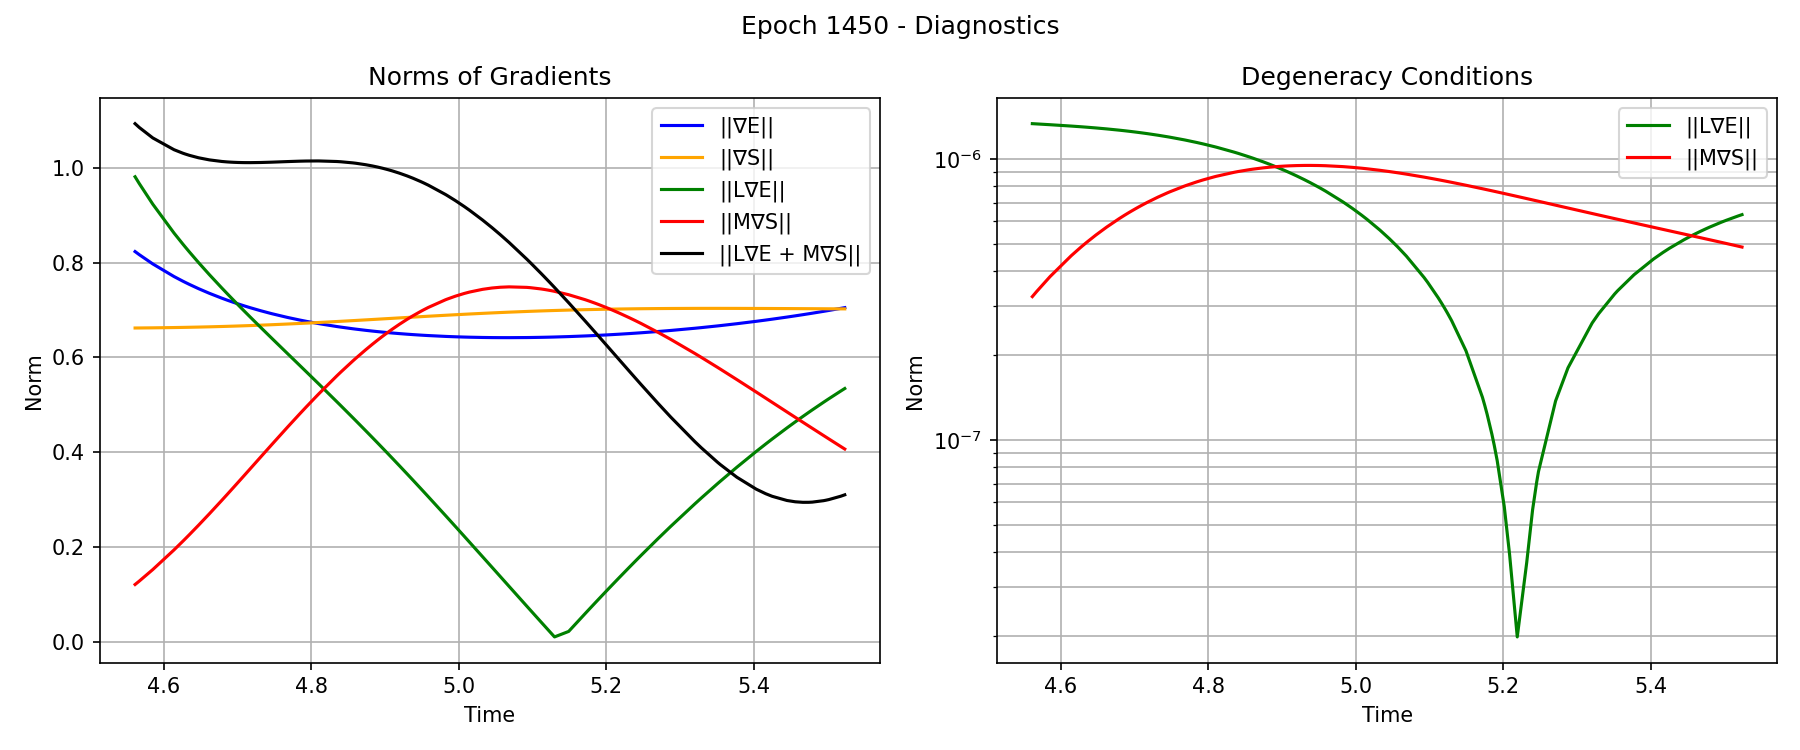 Epoch 1450 - Diagnostics
Norms of Gradients
||∇E||
||∇S||
||L∇E||
||M∇S||
||L∇E + M∇S||
1.0
0.8
0.6
0.4
0.2
0.0
Norm
4.6 4.8 5.0 5.2 5.4
Time
Degeneracy Conditions
||L∇E||
||M∇S||
10⁻⁶
10⁻⁷
Norm
4.6 4.8 5.0 5.2 5.4
Time